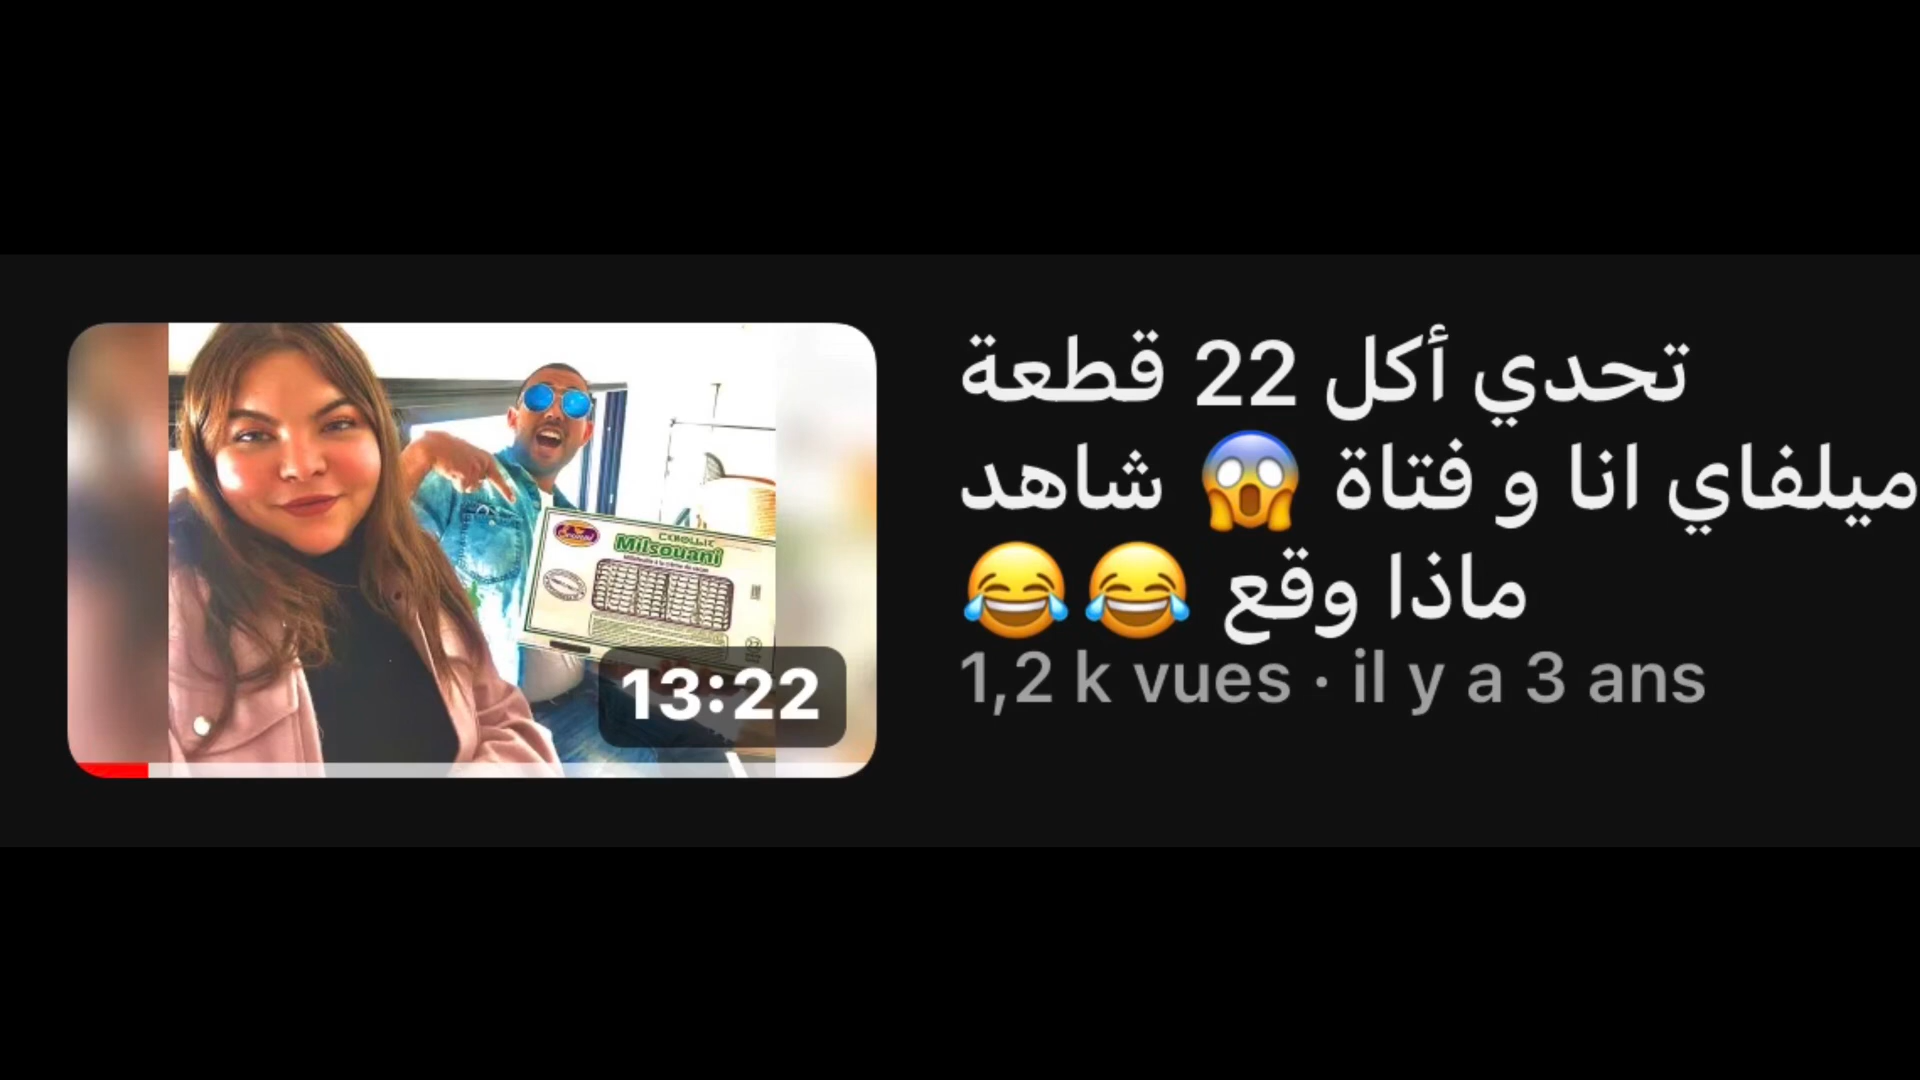 Milsouani
13:22
تحدي أكل 22 قطعة
ميلفاي انا و فتاة 😱 شاهد
ماذا وقع 😂😂
1,2 k vues · il y a 3 ans